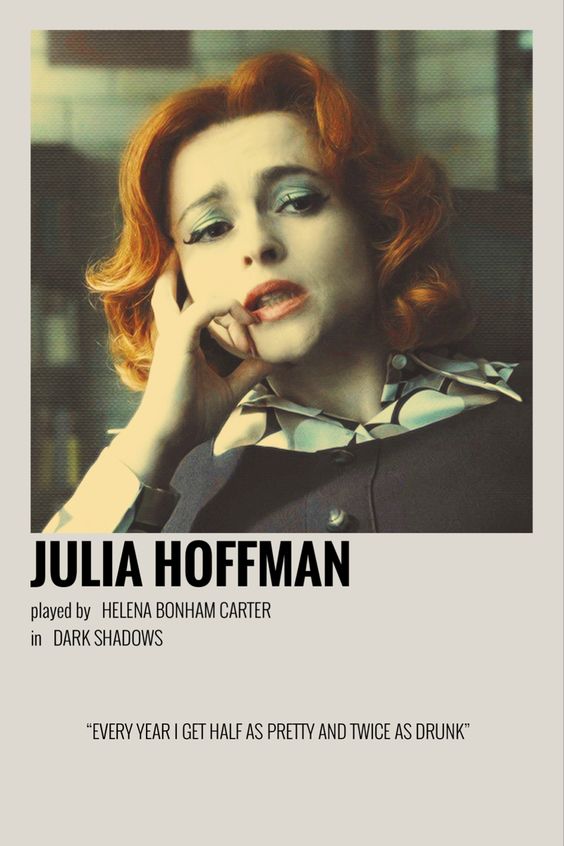 JULIA HOFFMAN
played by HELENA BONHAM CARTER
in DARK SHADOWS
“EVERY YEAR I GET HALF AS PRETTY AND TWICE AS DRUNK”